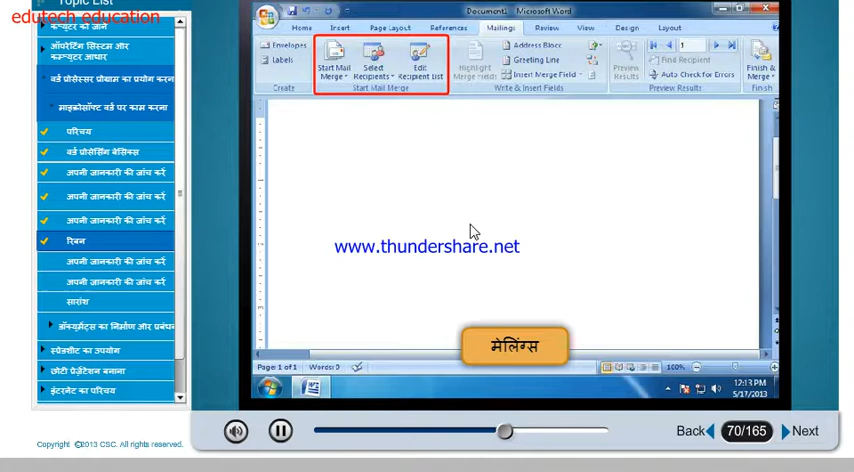 edutech education
Topic List
कम्प्यूटर को जानें
ऑपरेटिंग सिस्टम और
कम्प्यूटर आधार
वर्ड प्रोसेसर प्रोग्राम का प्रयोग करना
माइक्रोसॉफ्ट वर्ड पर काम करना
परिचय
वर्ड प्रोसेसिंग बेसिक्स
अपनी जानकारी की जांच करें
अपनी जानकारी की जांच करें
अपनी जानकारी की जांच करें
रिबन
अपनी जानकारी की जांच करें
अपनी जानकारी की जांच करें
सारांश
डॉक्यूमेंट्स का निर्माण और प्रबंधन
स्प्रेडशीट का उपयोग
छोटी प्रेज़ेंटेशन बनाना
इंटरनेट का परिचय
Copyright ©2013 CSC. All rights reserved.
Document1 - Microsoft Word
Home Insert Page Layout References Mailings Review View Design Layout
Envelopes
Labels
Create
Start Mail Merge
Select Recipients
Edit Recipient List
Start Mail Merge
Highlight Merge Fields
Address Block
Greeting Line
Insert Merge Field
Write & Insert Fields
Preview Results
1
Find Recipient
Auto Check for Errors
Preview Results
Finish & Merge
Finish
www.thundershare.net
मेलिंग्स
Page: 1 of 1 Words: 0 100%
12:13 PM
5/17/2013
Back 70/165 Next